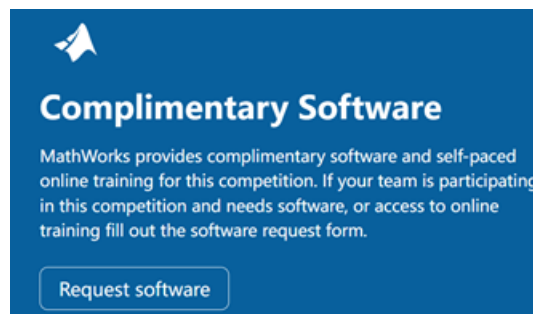 Complimentary Software
MathWorks provides complimentary software and self-paced
online training for this competition. If your team is participating
in this competition and needs software, or access to online
training fill out the software request form.
Request software